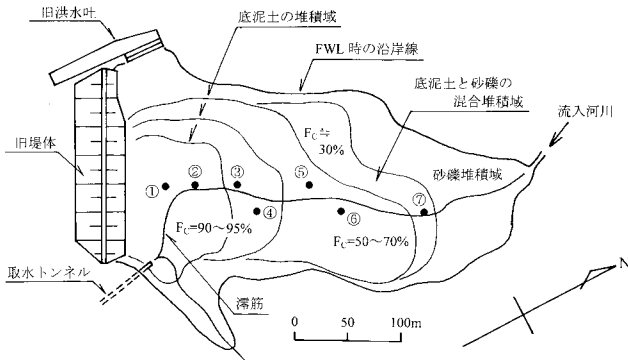 旧洪水吐
底泥土の堆積域
FWL 時の沿岸線
底泥土と砂礫の
混合堆積域
流入河川
旧堤体
F_C≒
30%
砂礫堆積域
① ② ③ ⑤
④ ⑥ ⑦
F_C=90～95%
F_C=50～70%
取水トンネル
澪筋
0 50 100m
N